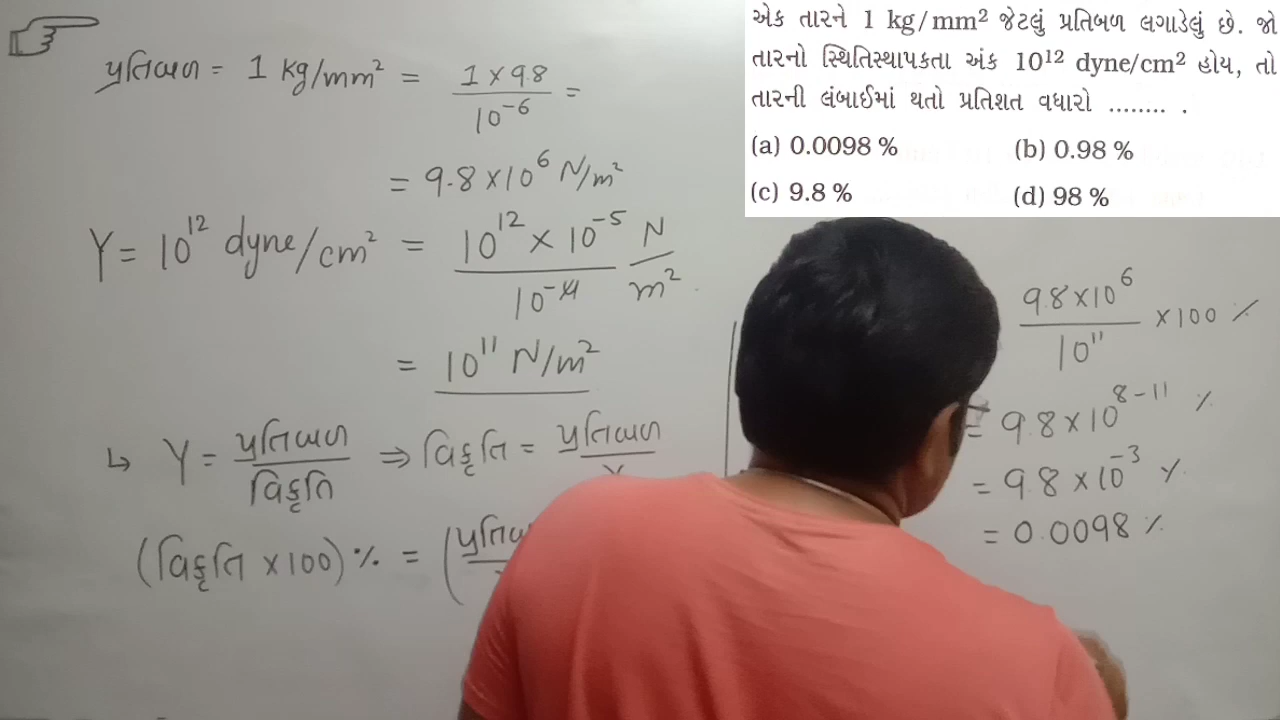 એક તારને 1 kg/mm² જેટલું પ્રતિબળ લગાડેલું છે. જો
તારનો સ્થિતિસ્થાપકતા અંક 10¹² dyne/cm² હોય, તો
તારની લંબાઈમાં થતો પ્રતિશત વધારો ........ .
(a) 0.0098 %
(b) 0.98 %
(c) 9.8 %
(d) 98 %
પ્રતિબળ = 1 kg/mm² = 1 × 9.8 / 10⁻⁶ =
= 9.8 × 10⁶ N/m²
Y = 10¹² dyne/cm² = 10¹² × 10⁻⁵ / 10⁻⁴ N/m²
= 10¹¹ N/m²
↳ Y = પ્રતિબળ / વિકૃતિ ⇒ વિકૃતિ = પ્રતિબળ / Y
(વિકૃતિ × 100) % = (
9.8 × 10⁶ / 10¹¹ × 100 %
= 9.8 × 10⁸⁻¹¹ %
= 9.8 × 10⁻³ %
= 0.0098 %